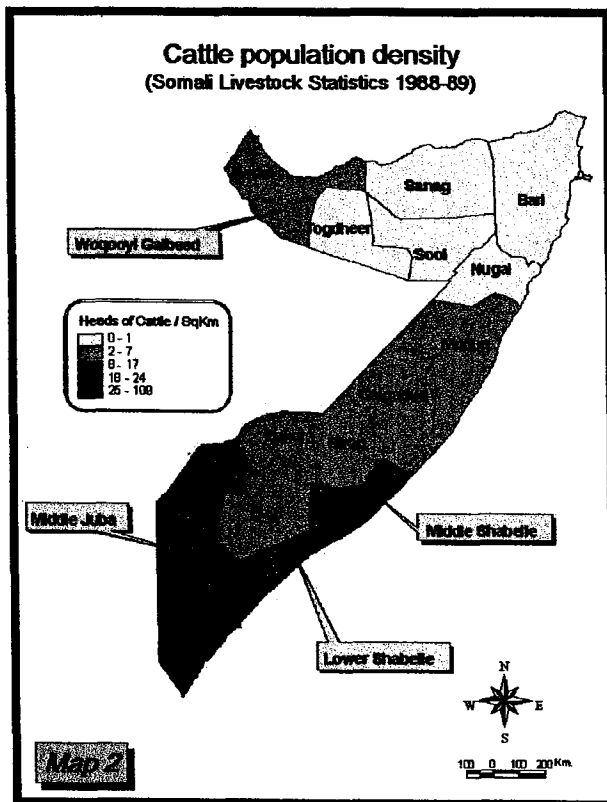 Cattle population density
(Somali Livestock Statistics 1988-89)
Sanag
Bari
Togdheer
Sool
Nugal
Woqooyi Galbeed
Heads of Cattle / SqKm
0 - 1
2 - 7
8 - 17
18 - 24
25 - 109
Middle Juba
Middle Shabelle
Lower Shabelle
N
W
E
S
Map 2
100 0 100 200 Km.